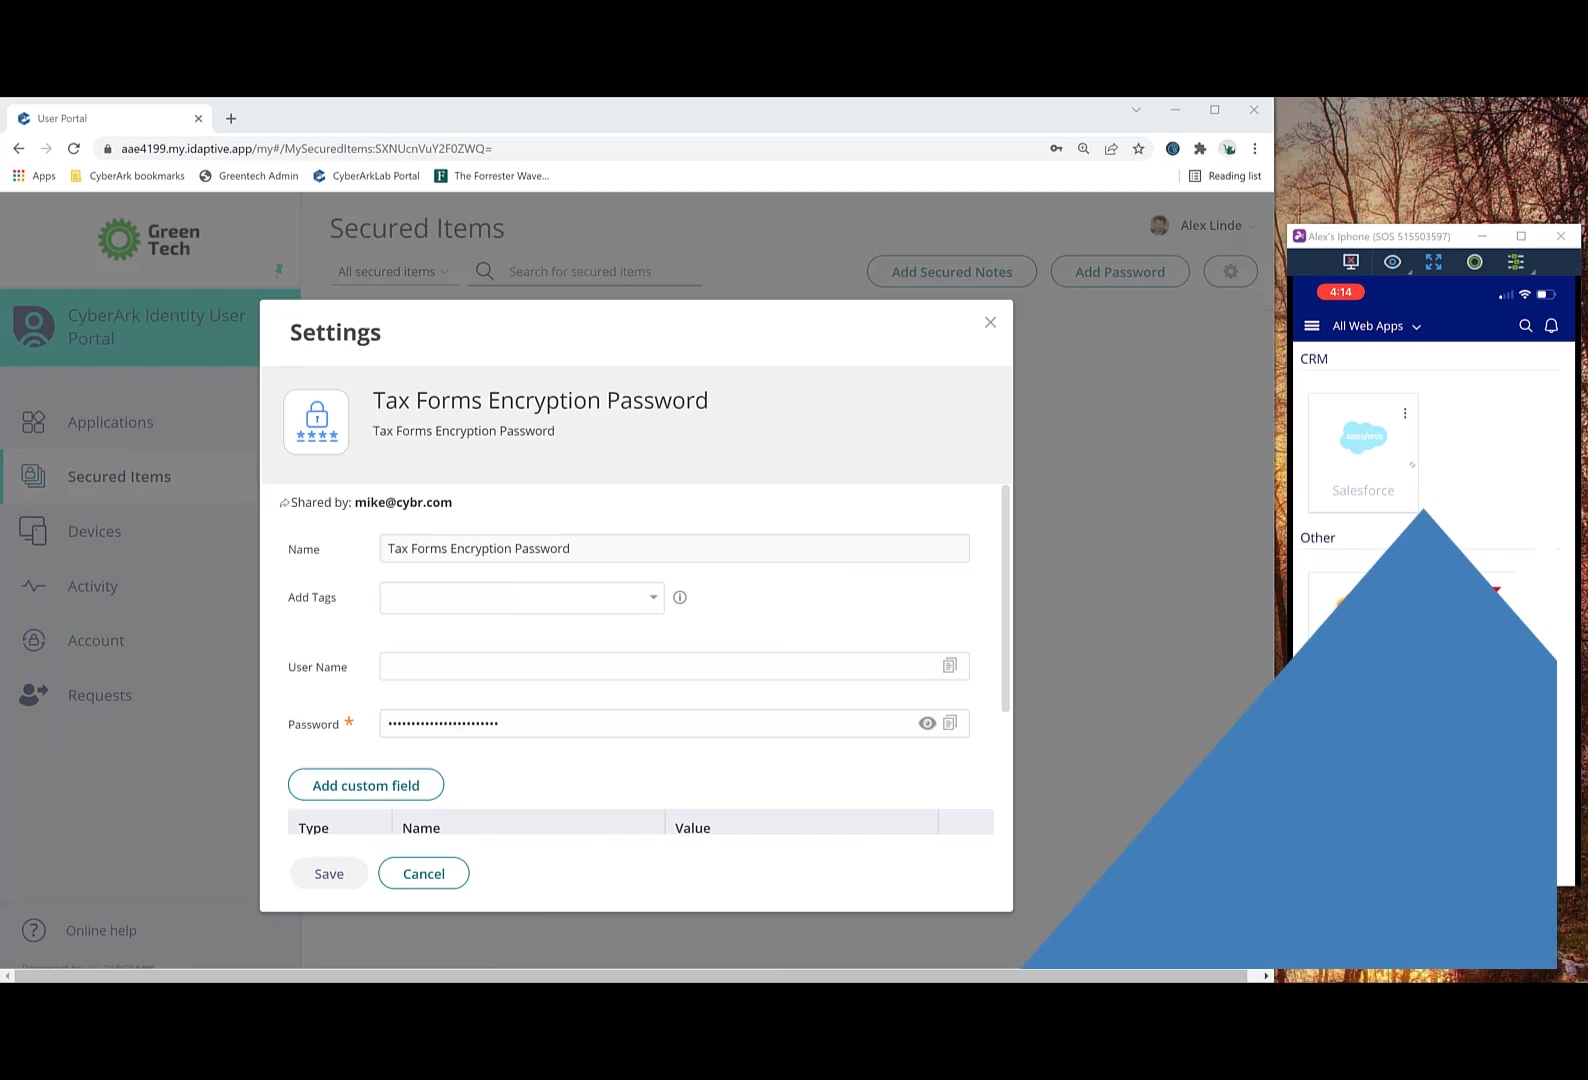 User Portal
aae4199.my.idaptive.app/my#/MySecuredItems:SXNUcnVuY2F0ZWQ=
Apps
CyberArk bookmarks
Greentech Admin
CyberArkLab Portal
The Forrester Wave...
Reading list
Green
Tech
Secured Items
Alex Linde
All secured items
Search for secured items
Add Secured Notes
Add Password
CyberArk Identity User
Portal
Applications
Secured Items
Devices
Activity
Account
Requests
Online help
Settings
Tax Forms Encryption Password
Tax Forms Encryption Password
Shared by: mike@cybr.com
Name
Tax Forms Encryption Password
Add Tags
User Name
Password *
Add custom field
Type
Name
Value
Save
Cancel
Alex's Iphone (SOS 515503597)
4:14
All Web Apps
CRM
salesforce
Salesforce
Other